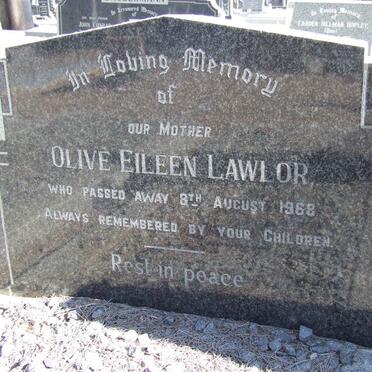 In Loving Memory
of
OUR MOTHER
OLIVE EILEEN LAWLOR
WHO PASSED AWAY 8TH AUGUST 1968
ALWAYS REMEMBERED BY YOUR CHILDREN
Rest in peace